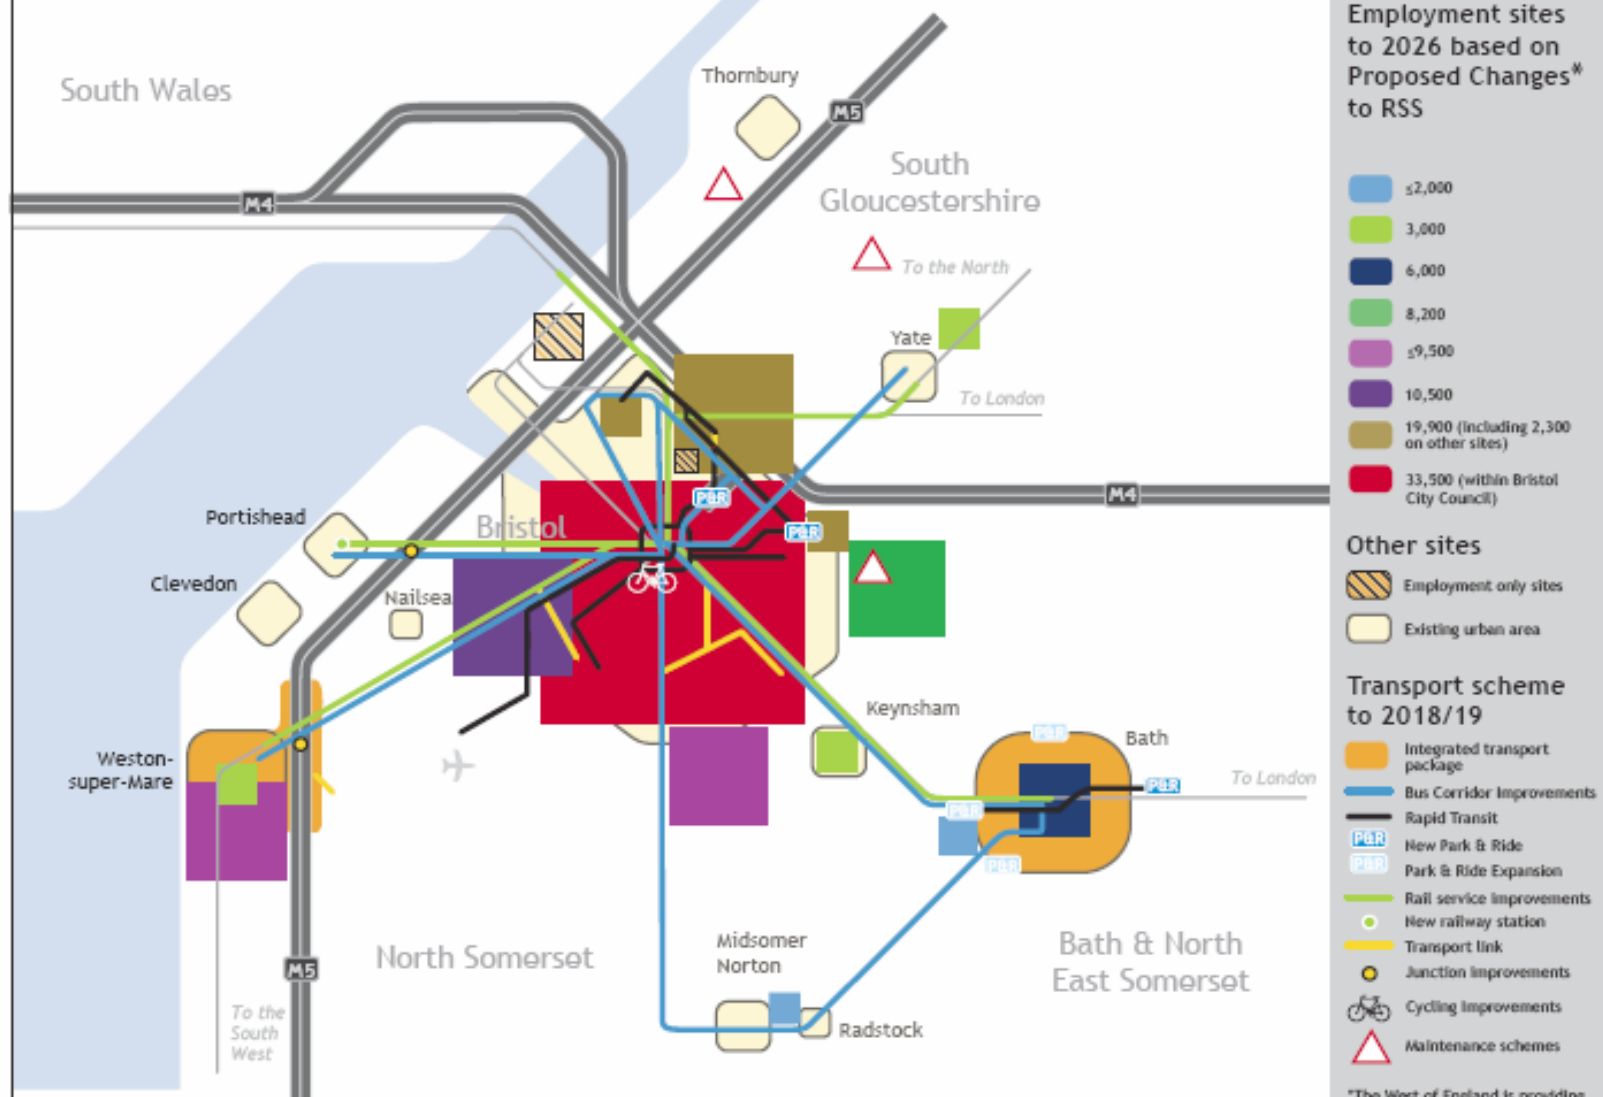 South Wales
Thornbury
M5
South
Gloucestershire
M4
To the North
Yate
To London
M4
P&R
Portishead
Bristol
P&R
Clevedon
Nailsea
Keynsham
Weston-
super-Mare
P&R
Bath
P&R
To London
P&R
P&R
Midsomer
Norton
North Somerset
Bath & North
East Somerset
M5
To the
South
West
Radstock
Employment sites
to 2026 based on
Proposed Changes*
to RSS
≤2,000
3,000
6,000
8,200
≤9,500
10,500
19,900 (including 2,300
on other sites)
33,500 (within Bristol
City Council)
Other sites
Employment only sites
Existing urban area
Transport scheme
to 2018/19
Integrated transport
package
Bus Corridor Improvements
Rapid Transit
P&R New Park & Ride
P&R Park & Ride Expansion
Rail service improvements
New railway station
Transport link
Junction Improvements
Cycling Improvements
Maintenance schemes
*The West of England is providing